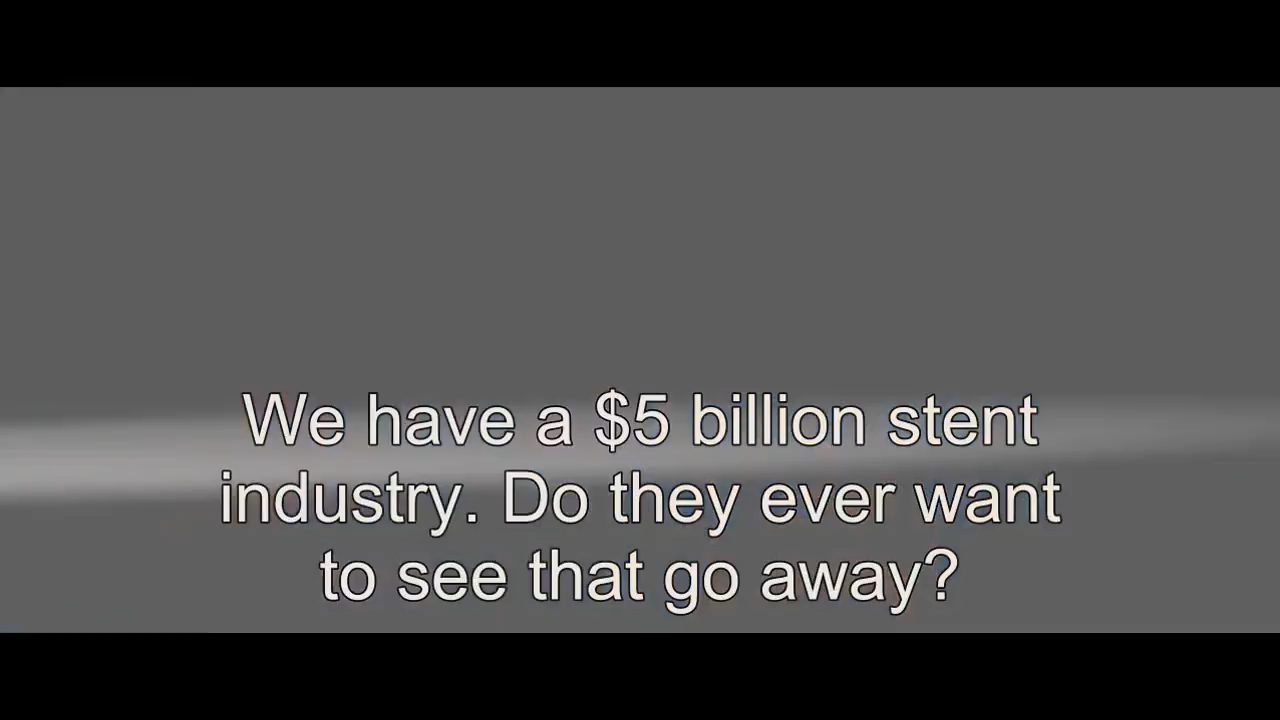 We have a $5 billion stent
industry. Do they ever want
to see that go away?